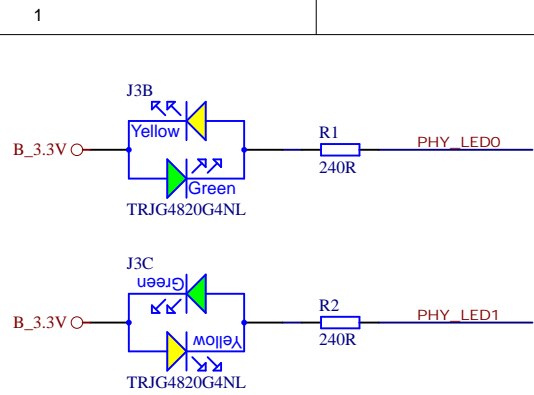 1
J3B
Yellow
B_3.3V
R1
PHY_LED0
240R
Green
TRJG4820G4NL
J3C
Green
B_3.3V
R2
PHY_LED1
240R
Yellow
TRJG4820G4NL